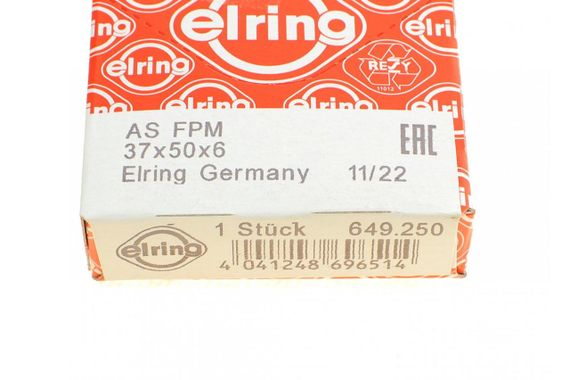 elring
elring
REZY
11012
elring
elring
elring
AS FPM
37x50x6
Elring Germany 11/22
EAC
elring
1 Stück 649.250
4 041248 696514